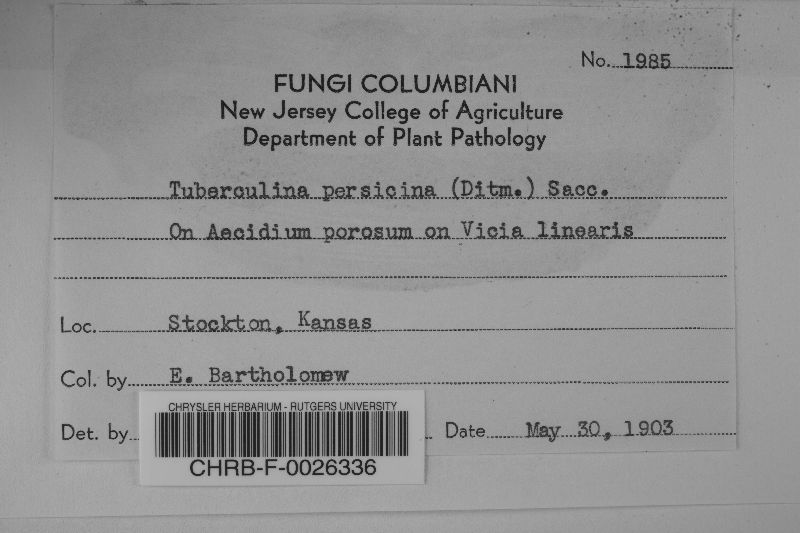 No. 1985
FUNGI COLUMBIANI
New Jersey College of Agriculture
Department of Plant Pathology
Tuberculina persicina (Ditm.) Sacc.
On Aecidium porosum on Vicia linearis
Loc. Stockton, Kansas
Col. by E. Bartholomew
Det. by Date May 30, 1903
CHRYSLER HERBARIUM - RUTGERS UNIVERSITY
CHRB-F-0026336